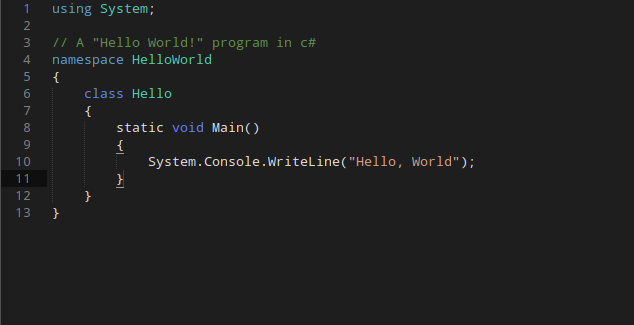 1 using System;
2
3 // A "Hello World!" program in c#
4 namespace HelloWorld
5 {
6     class Hello
7     {
8         static void Main()
9         {
10             System.Console.WriteLine("Hello, World");
11         }
12     }
13 }